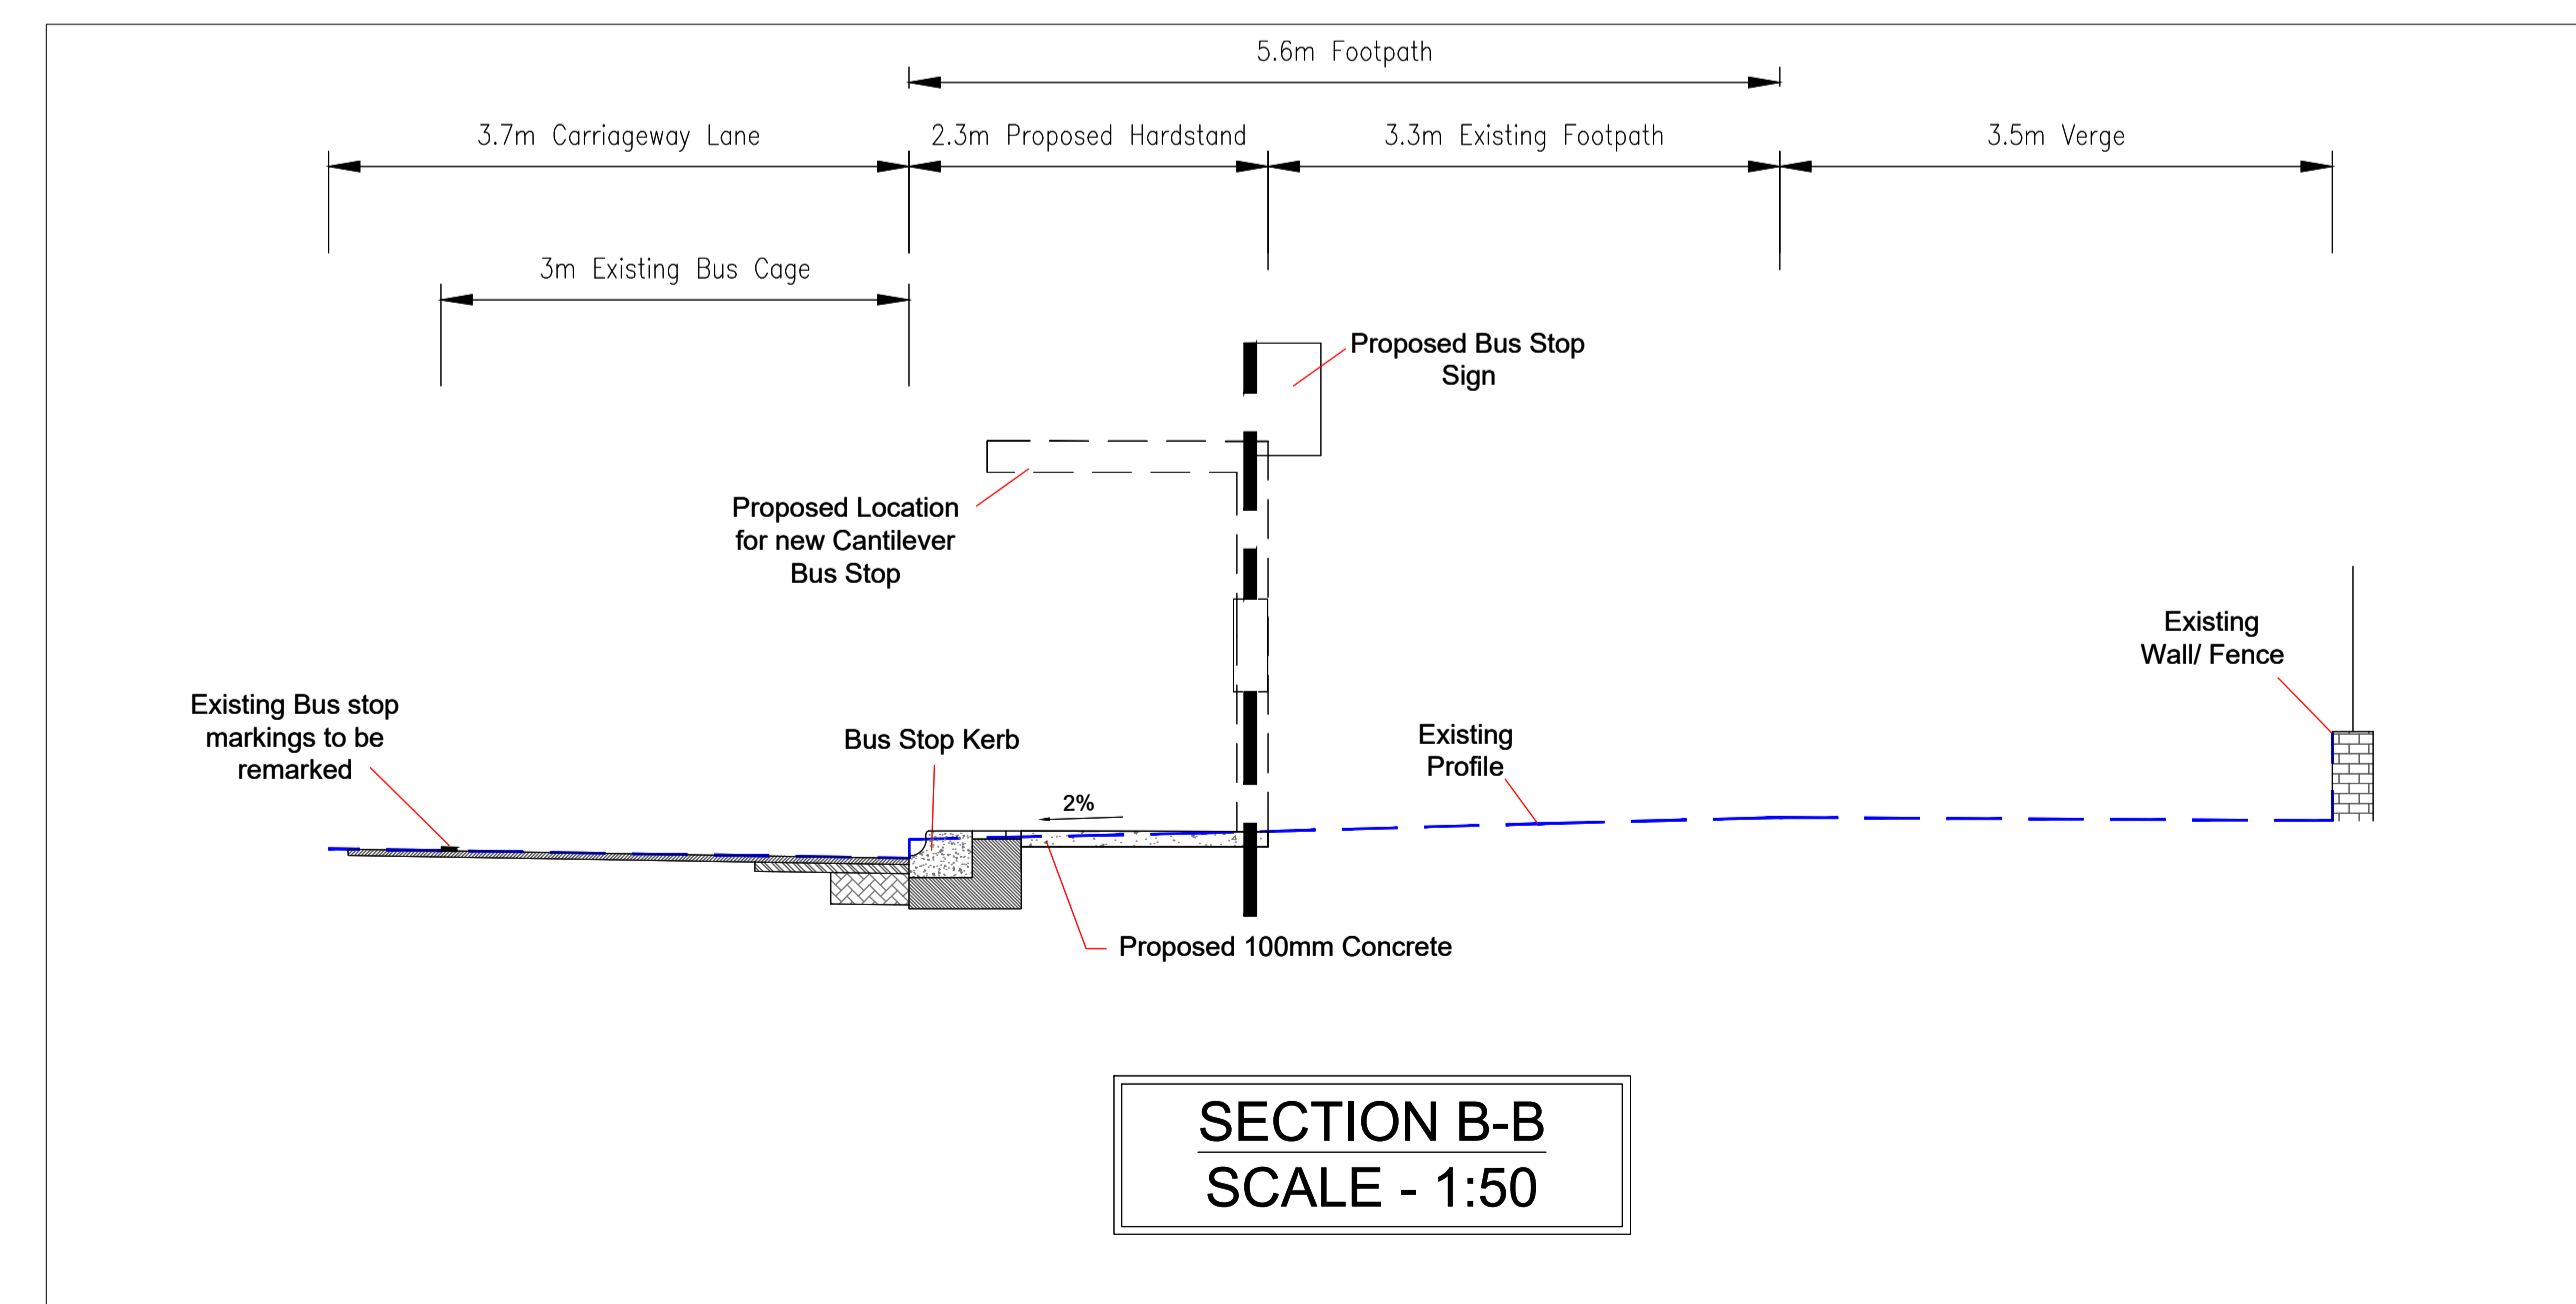 5.6m Footpath
3.7m Carriageway Lane
2.3m Proposed Hardstand
3.3m Existing Footpath
3.5m Verge
3m Existing Bus Cage
Proposed Bus Stop
Sign
Proposed Location
for new Cantilever
Bus Stop
Existing
Wall/ Fence
Existing Bus stop
markings to be
remarked
Bus Stop Kerb
Existing
Profile
2%
Proposed 100mm Concrete
SECTION B-B
SCALE - 1:50